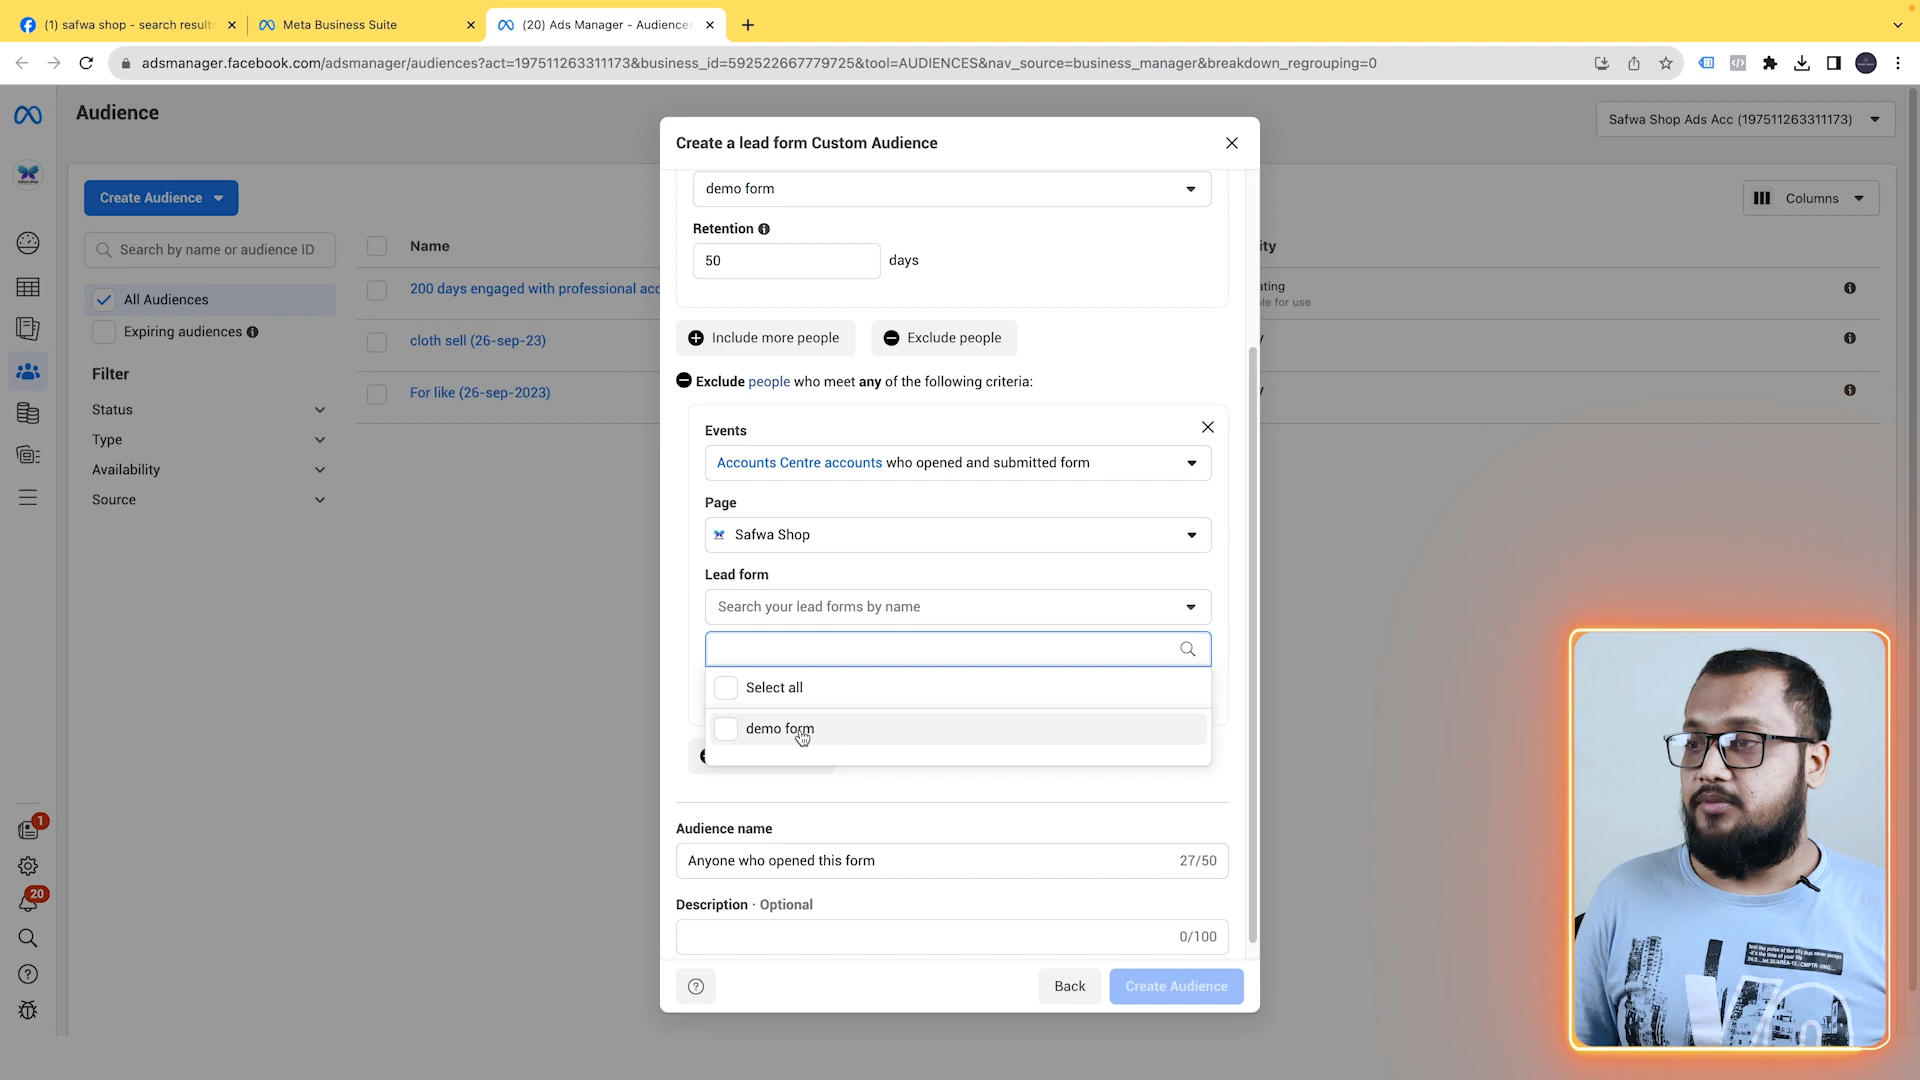 (1) safwa shop - search result
Meta Business Suite
(20) Ads Manager - Audiences
adsmanager.facebook.com/adsmanager/audiences?act=197511263311173&business_id=592522667779725&tool=AUDIENCES&nav_source=business_manager&breakdown_regrouping=0
Audience
Safwa Shop Ads Acc (197511263311173)
Create Audience
Columns
Search by name or audience ID
Name
ity
All Audiences
Expiring audiences
200 days engaged with professional acc
ating
ble for use
cloth sell (26-sep-23)
y
For like (26-sep-2023)
y
Filter
Status
Type
Availability
Source
1
20
Create a lead form Custom Audience
demo form
Retention
50
days
Include more people
Exclude people
Exclude people who meet any of the following criteria:
Events
Accounts Centre accounts who opened and submitted form
Page
Safwa Shop
Lead form
Search your lead forms by name
Select all
demo form
Audience name
Anyone who opened this form
27/50
Description · Optional
0/100
Back
Create Audience